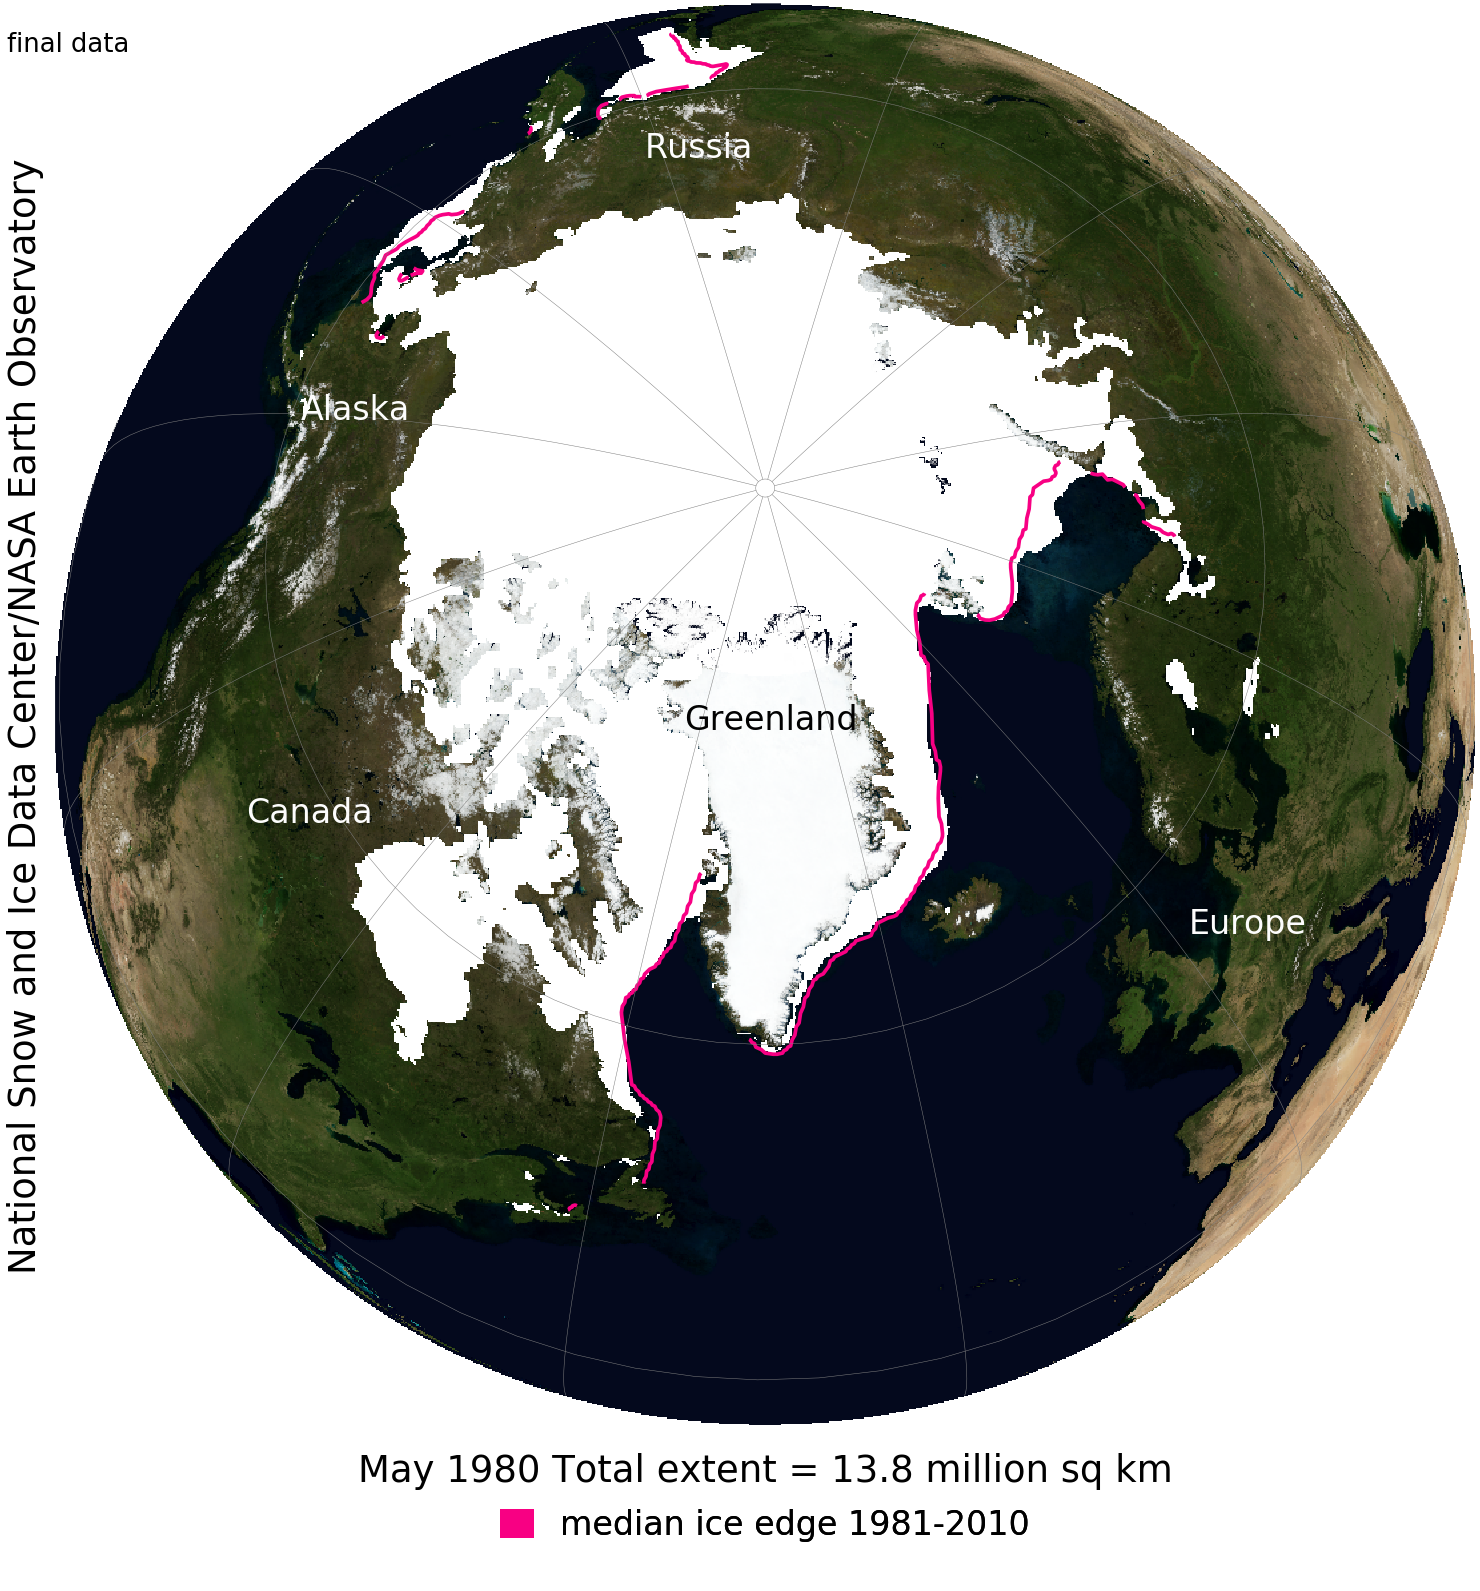 final data
National Snow and Ice Data Center/NASA Earth Observatory
Russia
Alaska
Greenland
Canada
Europe
May 1980 Total extent = 13.8 million sq km
median ice edge 1981-2010